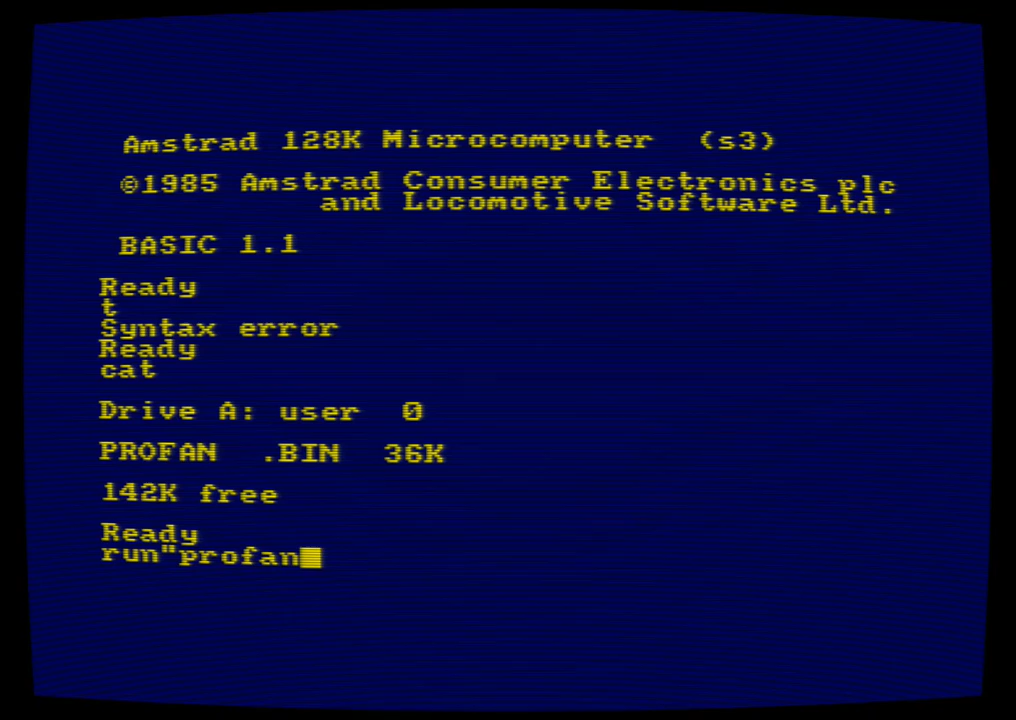 Amstrad 128K Microcomputer  (s3)
©1985 Amstrad Consumer Electronics plc
and Locomotive Software Ltd.
BASIC 1.1
Ready
t
Syntax error
Ready
cat
Drive A: user  0
PROFAN  .BIN  36K
142K free
Ready
run"profan